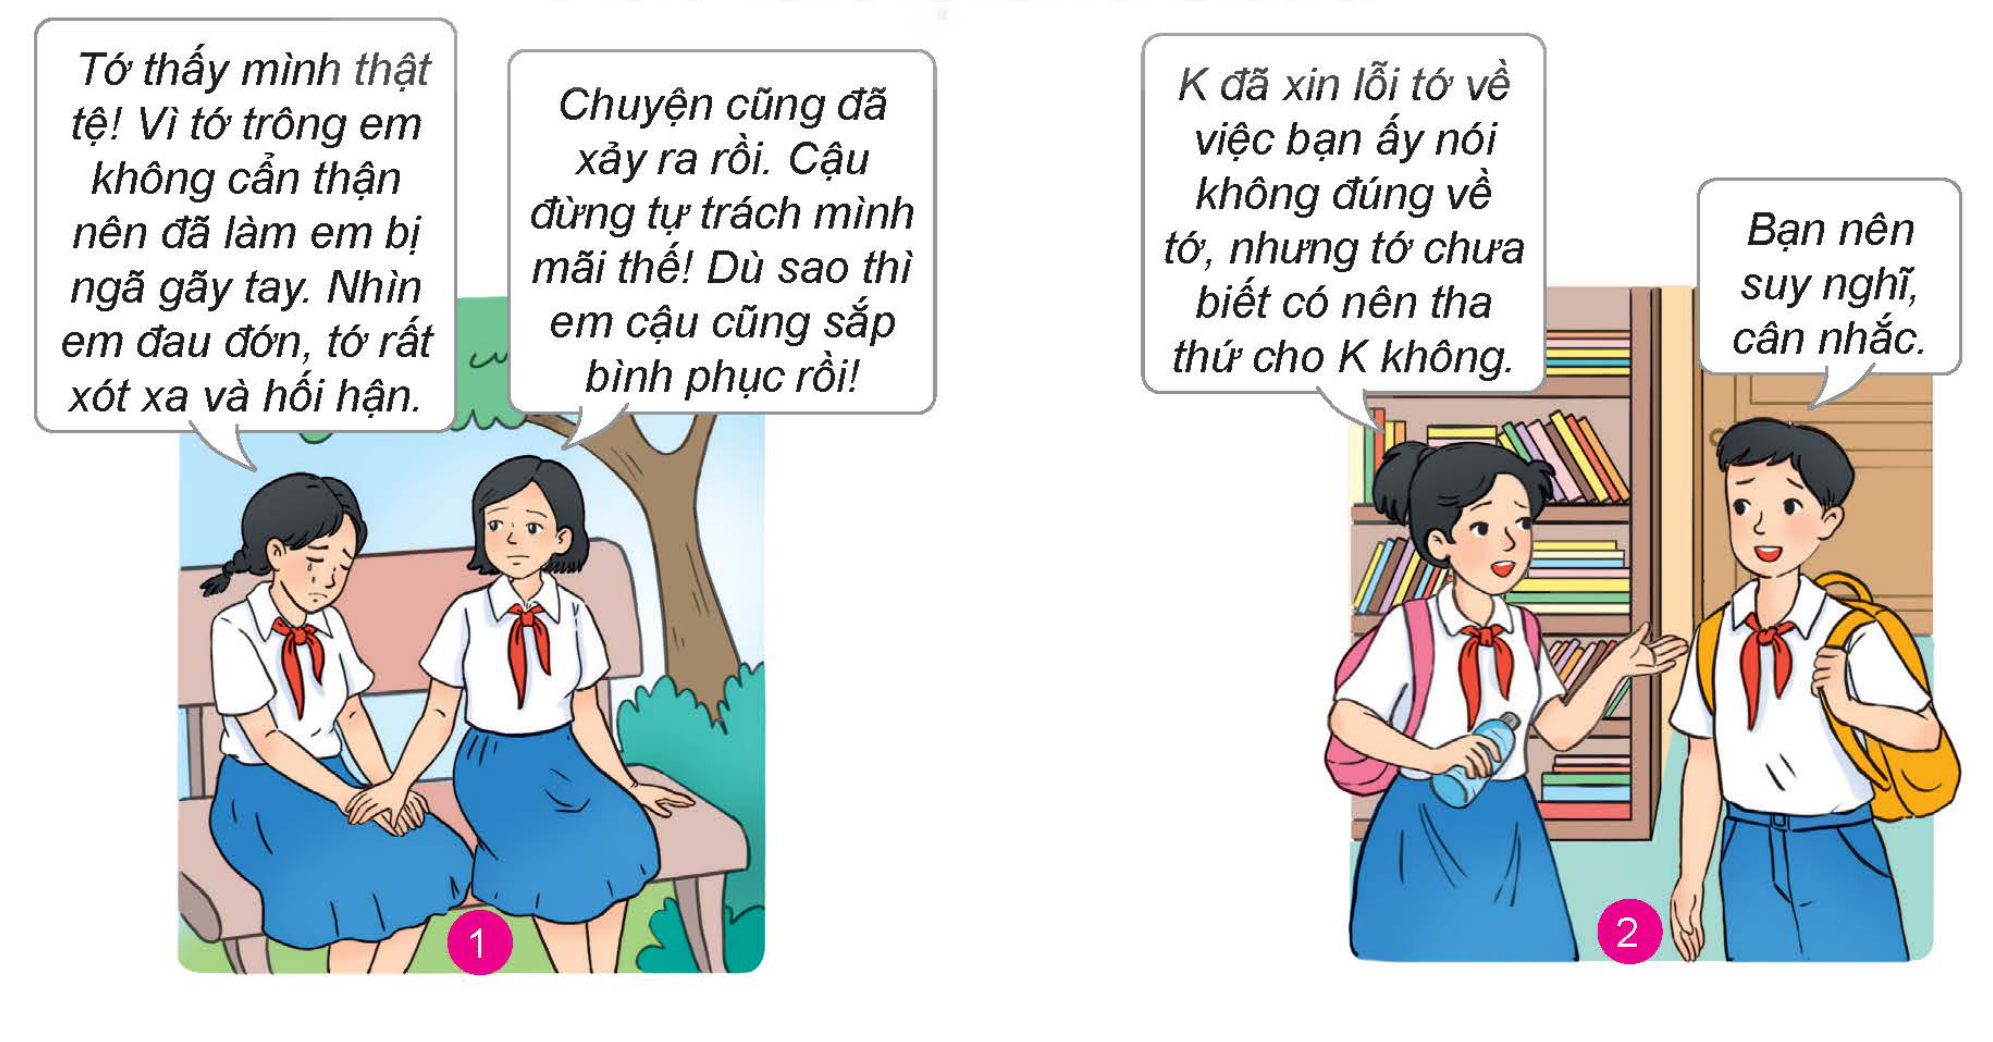 Tớ thấy mình thật
tệ! Vì tớ trông em
không cẩn thận
nên đã làm em bị
ngã gãy tay. Nhìn
em đau đớn, tớ rất
xót xa và hối hận.
Chuyện cũng đã
xảy ra rồi. Cậu
đừng tự trách mình
mãi thế! Dù sao thì
em cậu cũng sắp
bình phục rồi!
1
K đã xin lỗi tớ về
việc bạn ấy nói
không đúng về
tớ, nhưng tớ chưa
biết có nên tha
thứ cho K không.
Bạn nên
suy nghĩ,
cân nhắc.
2